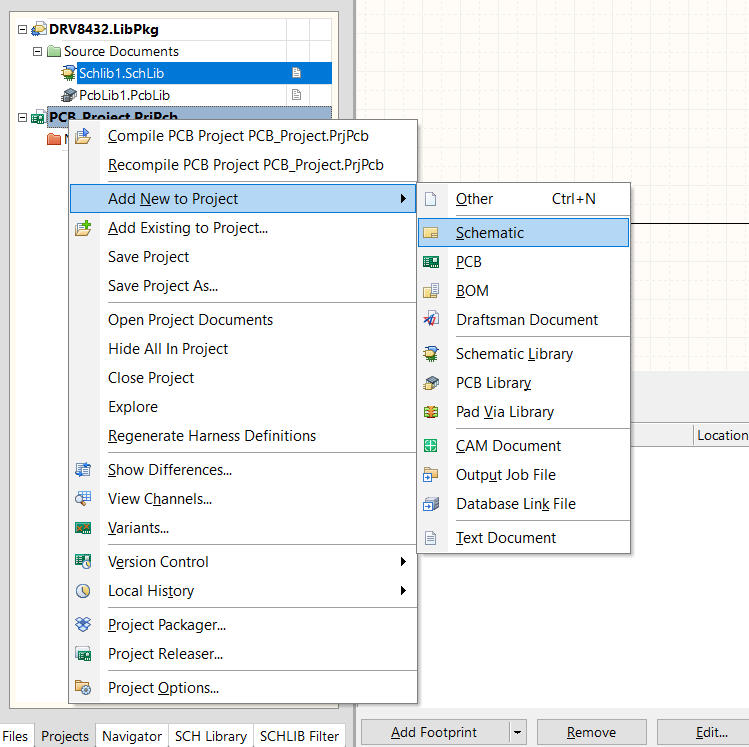 DRV8432.LibPkg
Source Documents
Schlib1.SchLib
PcbLib1.PcbLib
PCB_Project.PrjPcb
Compile PCB Project PCB_Project.PrjPcb
Recompile PCB Project PCB_Project.PrjPcb
Add New to Project
Add Existing to Project...
Save Project
Save Project As...
Open Project Documents
Hide All In Project
Close Project
Explore
Regenerate Harness Definitions
Show Differences...
View Channels...
Variants...
Version Control
Local History
Project Packager...
Project Releaser...
Project Options...
Other Ctrl+N
Schematic
PCB
BOM
Draftsman Document
Schematic Library
PCB Library
Pad Via Library
CAM Document
Output Job File
Database Link File
Text Document
Location
Files Projects Navigator SCH Library SCHLIB Filter
Add Footprint Remove Edit...